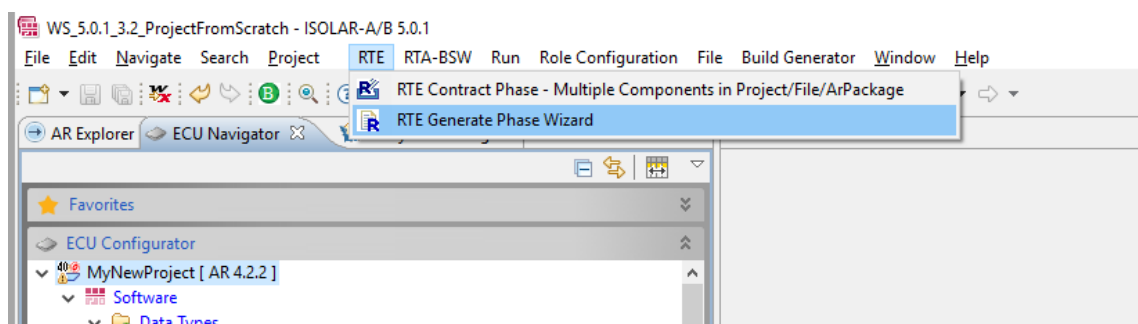 WS_5.0.1_3.2_ProjectFromScratch - ISOLAR-A/B 5.0.1
File Edit Navigate Search Project RTE RTA-BSW Run Role Configuration File Build Generator Window Help
RTE Contract Phase - Multiple Components in Project/File/ArPackage
RTE Generate Phase Wizard
AR Explorer ECU Navigator
Favorites
ECU Configurator
MyNewProject [ AR 4.2.2 ]
Software
Data Types